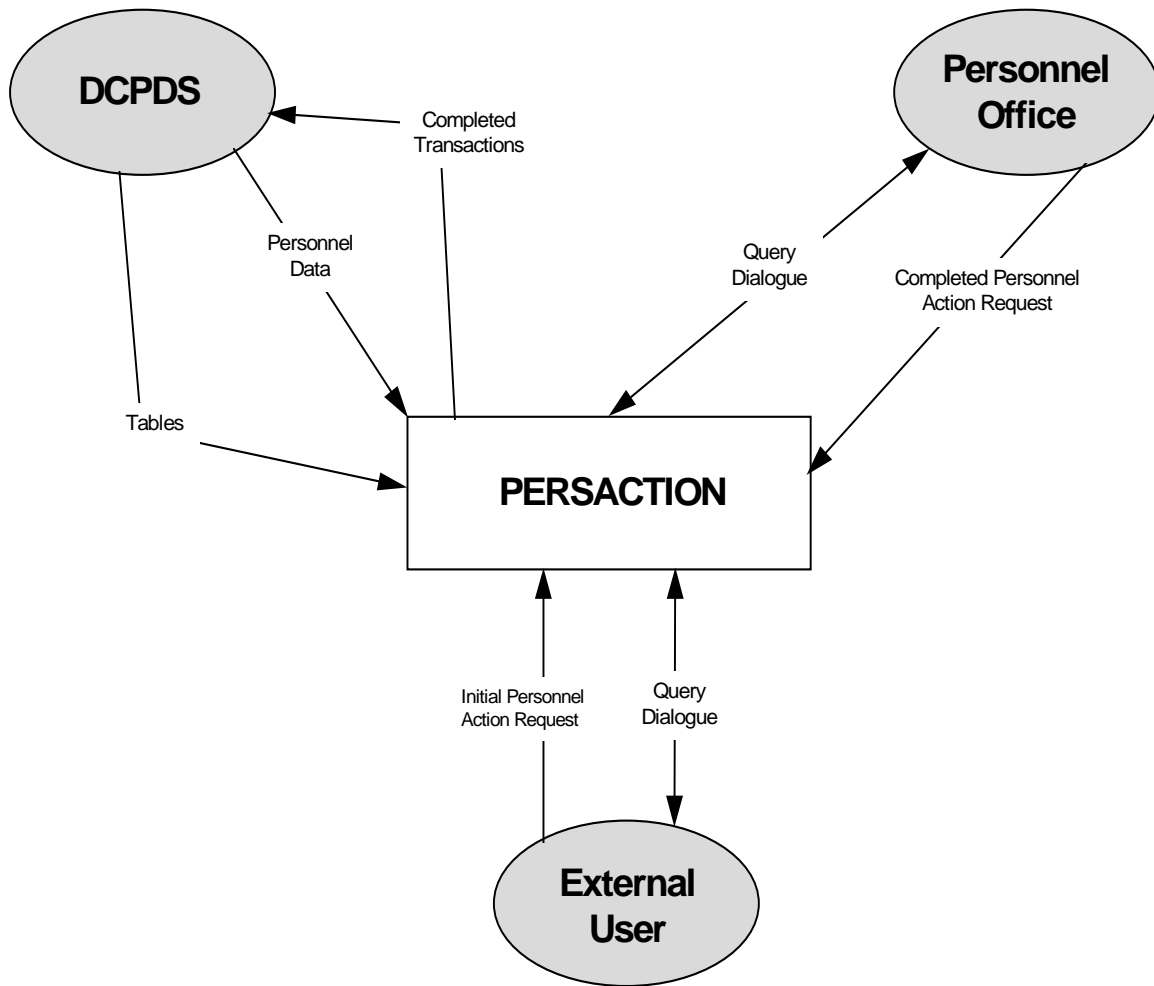 DCPDS
Personnel
Office
Completed
Transactions
Personnel
Data
Query
Dialogue
Completed Personnel
Action Request
Tables
PERSACTION
Initial Personnel
Action Request
Query
Dialogue
External
User